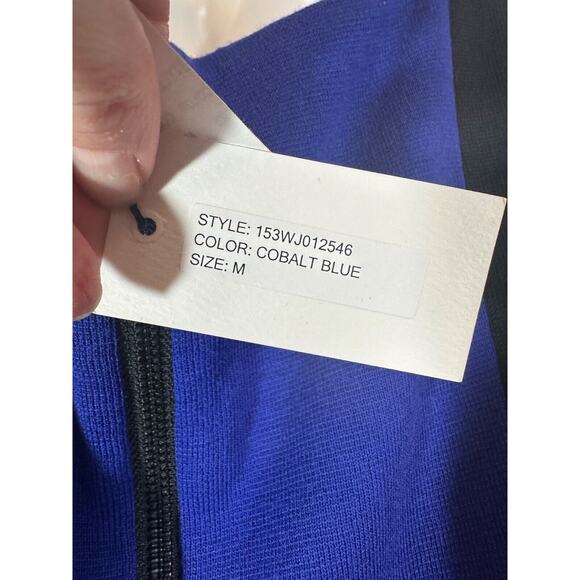 STYLE: 153WJ012546
COLOR: COBALT BLUE
SIZE: M